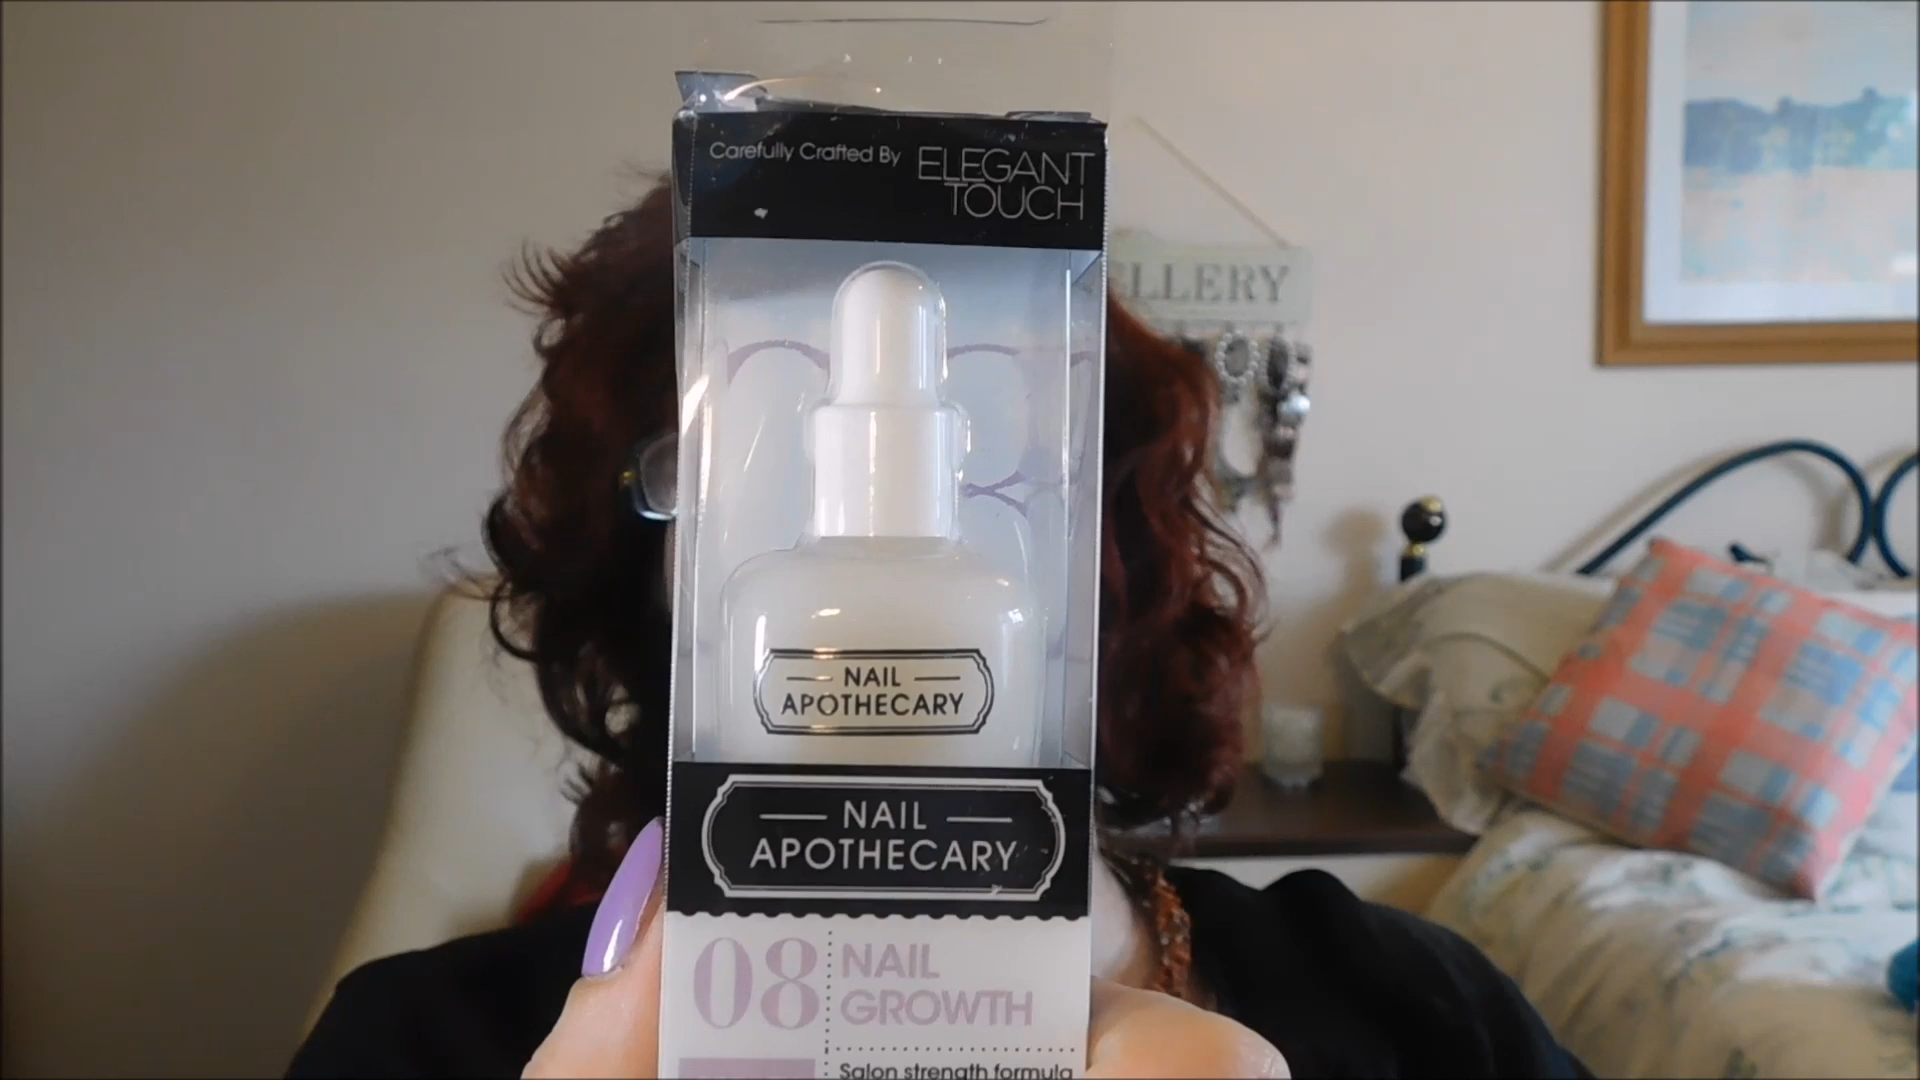 Carefully Crafted By
ELEGANT
TOUCH
ELLERY
NAIL
APOTHECARY
NAIL
APOTHECARY
08
NAIL
GROWTH
Salon strength formula